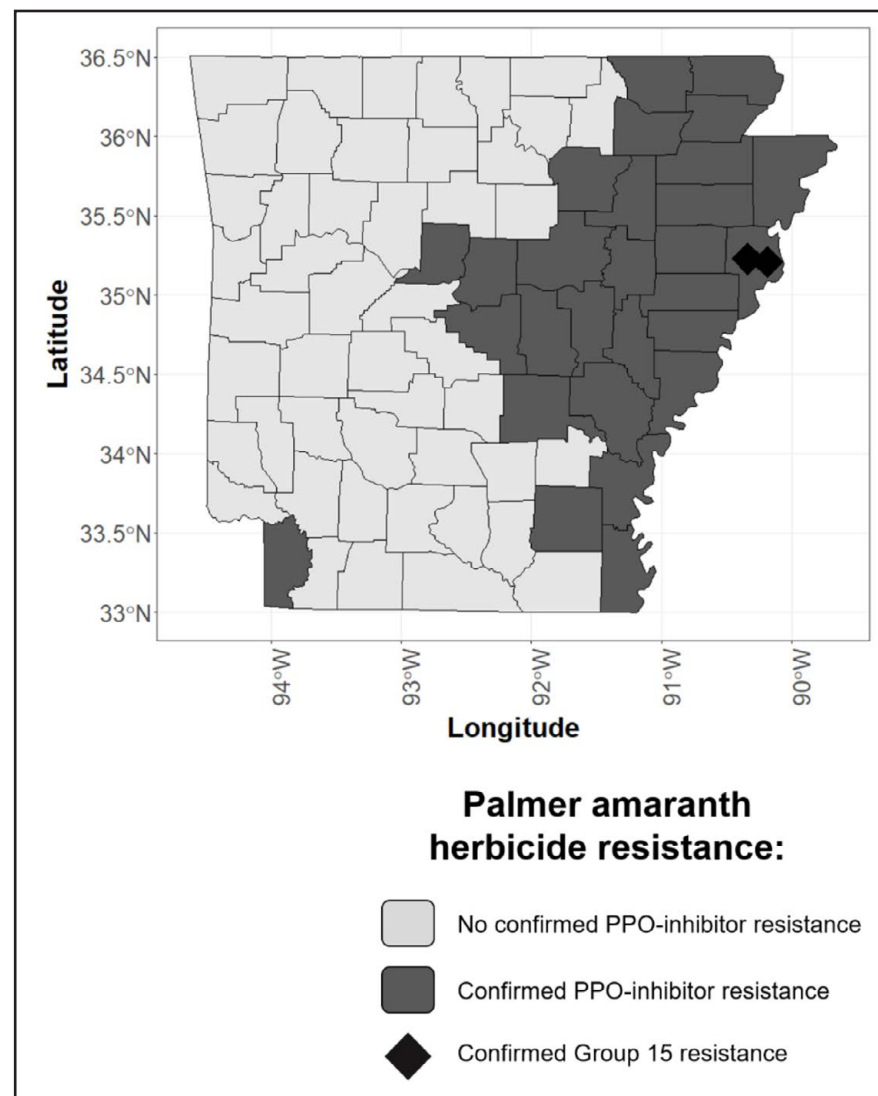 36.5°N
36°N
35.5°N
35°N
34.5°N
34°N
33.5°N
33°N
Latitude
94°W
93°W
92°W
91°W
90°W
Longitude
Palmer amaranth
herbicide resistance:
No confirmed PPO-inhibitor resistance
Confirmed PPO-inhibitor resistance
Confirmed Group 15 resistance